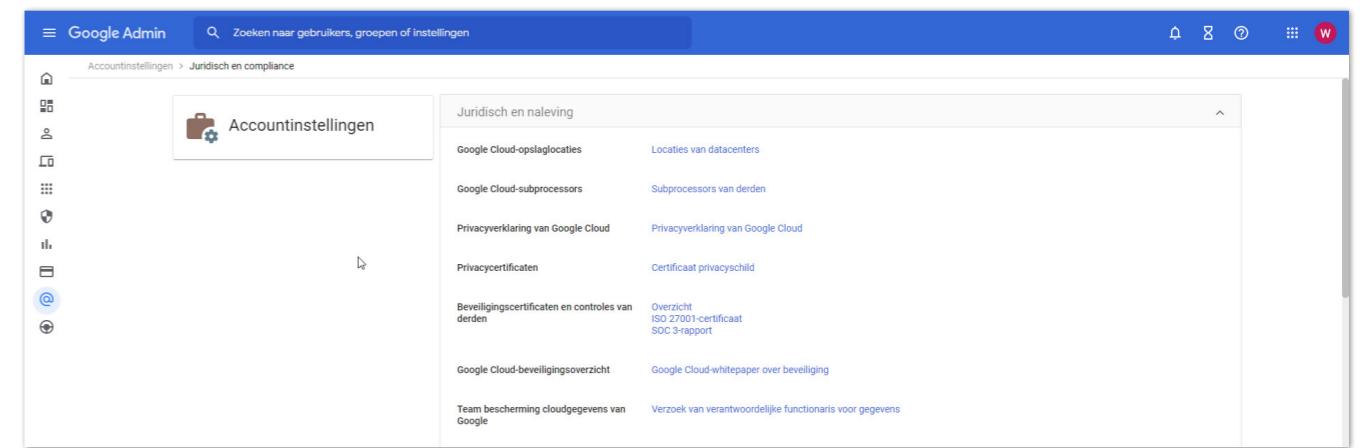 Google Admin
Zoeken naar gebruikers, groepen of instellingen
W
Accountinstellingen > Juridisch en compliance
Accountinstellingen
Juridisch en naleving
Google Cloud-opslaglocaties
Locaties van datacenters
Google Cloud-subprocessors
Subprocessors van derden
Privacyverklaring van Google Cloud
Privacyverklaring van Google Cloud
Privacycertificaten
Certificaat privacyschild
Beveiligingscertificaten en controles van
derden
Overzicht
ISO 27001-certificaat
SOC 3-rapport
Google Cloud-beveiligingsoverzicht
Google Cloud-whitepaper over beveiliging
Team bescherming cloudgegevens van
Google
Verzoek van verantwoordelijke functionaris voor gegevens